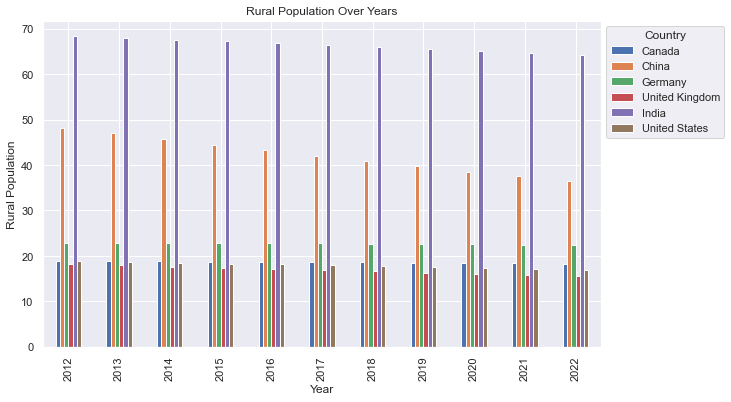 Rural Population Over Years
Rural Population
70
60
50
40
30
20
10
0
2012
2013
2014
2015
2016
2017
2018
2019
2020
2021
2022
Year
Country
Canada
China
Germany
United Kingdom
India
United States